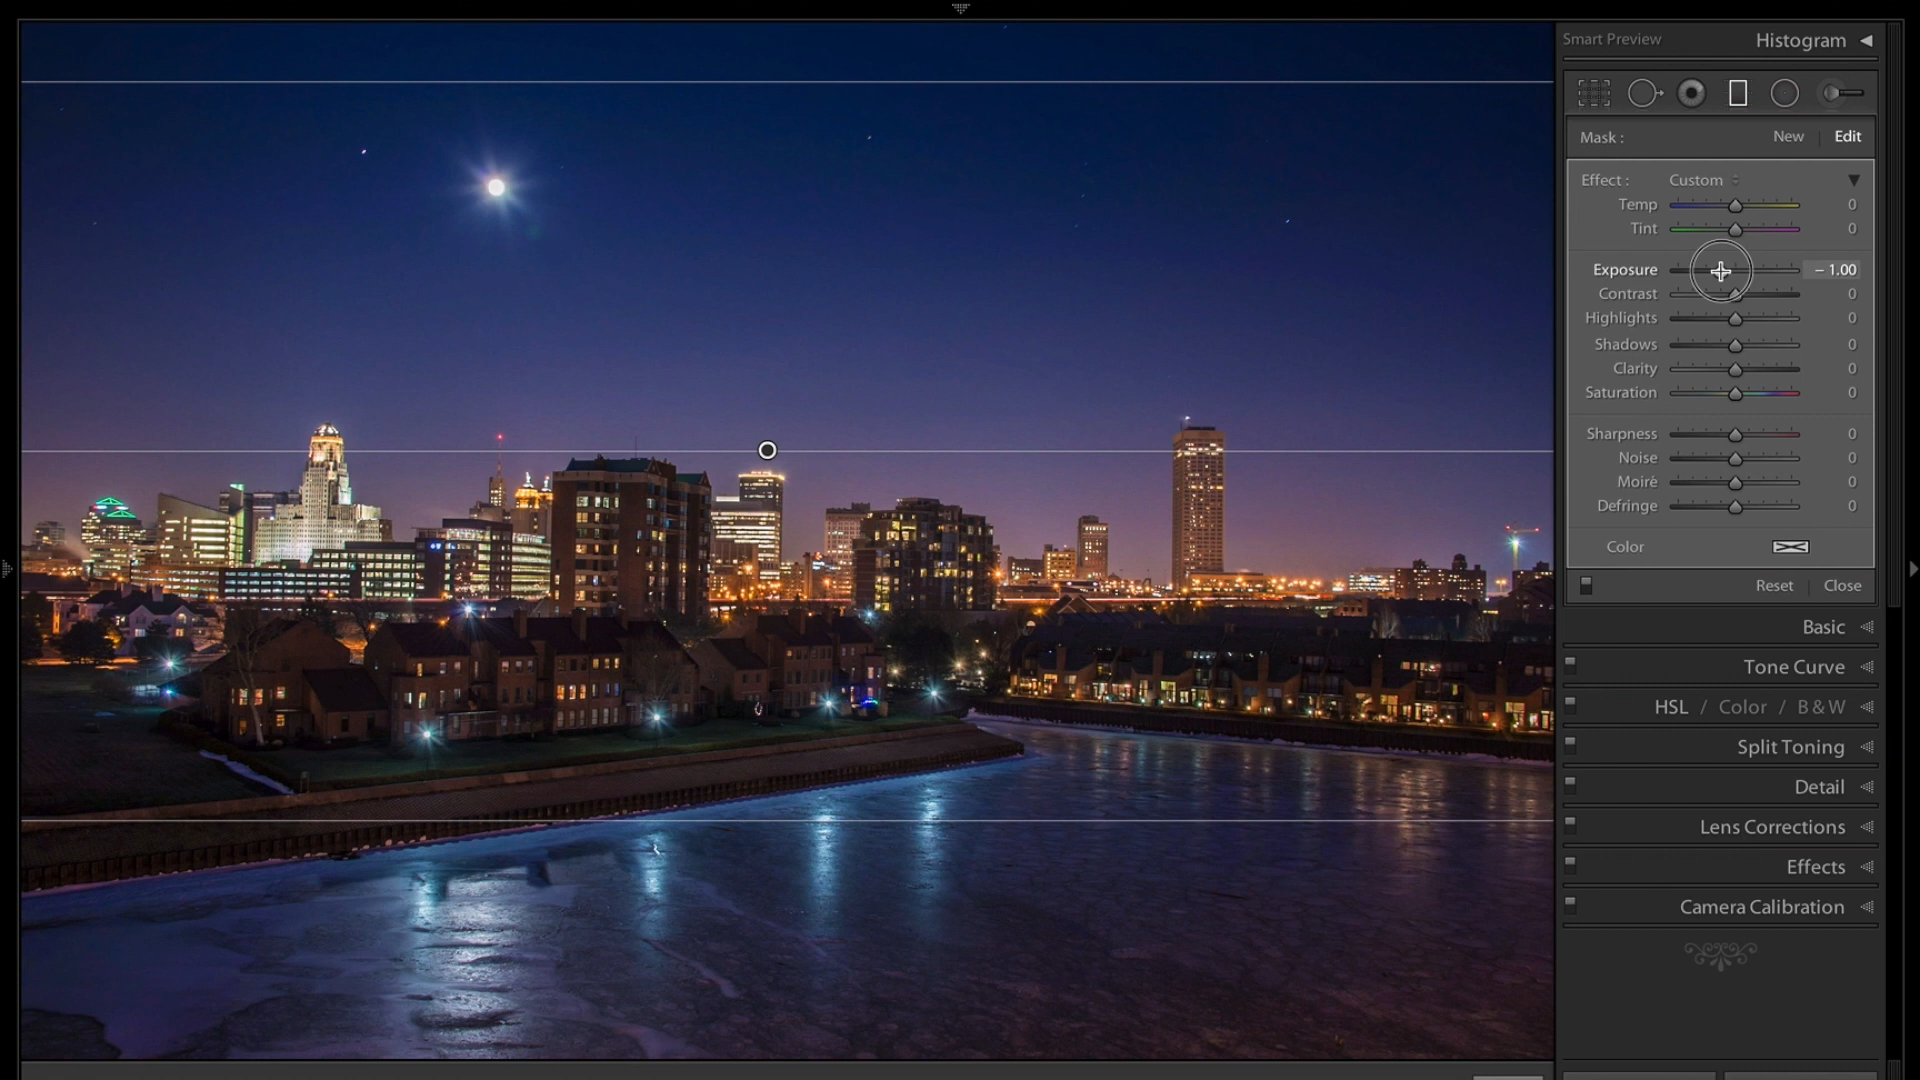 Smart Preview Histogram
Mask : New Edit
Effect : Custom
Temp 0
Tint 0
Exposure – 1.00
Contrast 0
Highlights 0
Shadows 0
Clarity 0
Saturation 0
Sharpness 0
Noise 0
Moiré 0
Defringe 0
Color
Reset Close
Basic
Tone Curve
HSL / Color / B & W
Split Toning
Detail
Lens Corrections
Effects
Camera Calibration